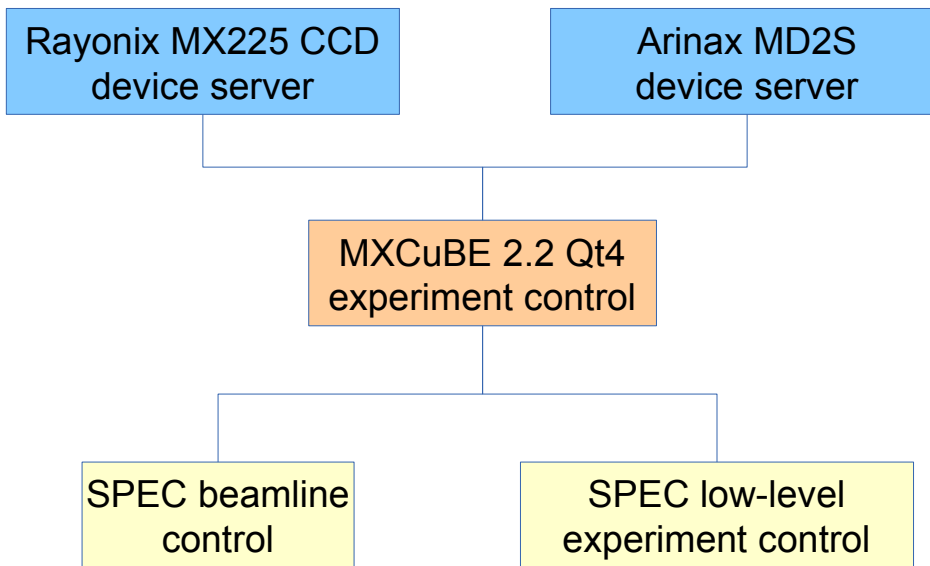 Rayonix MX225 CCD
device server
Arinax MD2S
device server
MXCuBE 2.2 Qt4
experiment control
SPEC beamline
control
SPEC low-level
experiment control